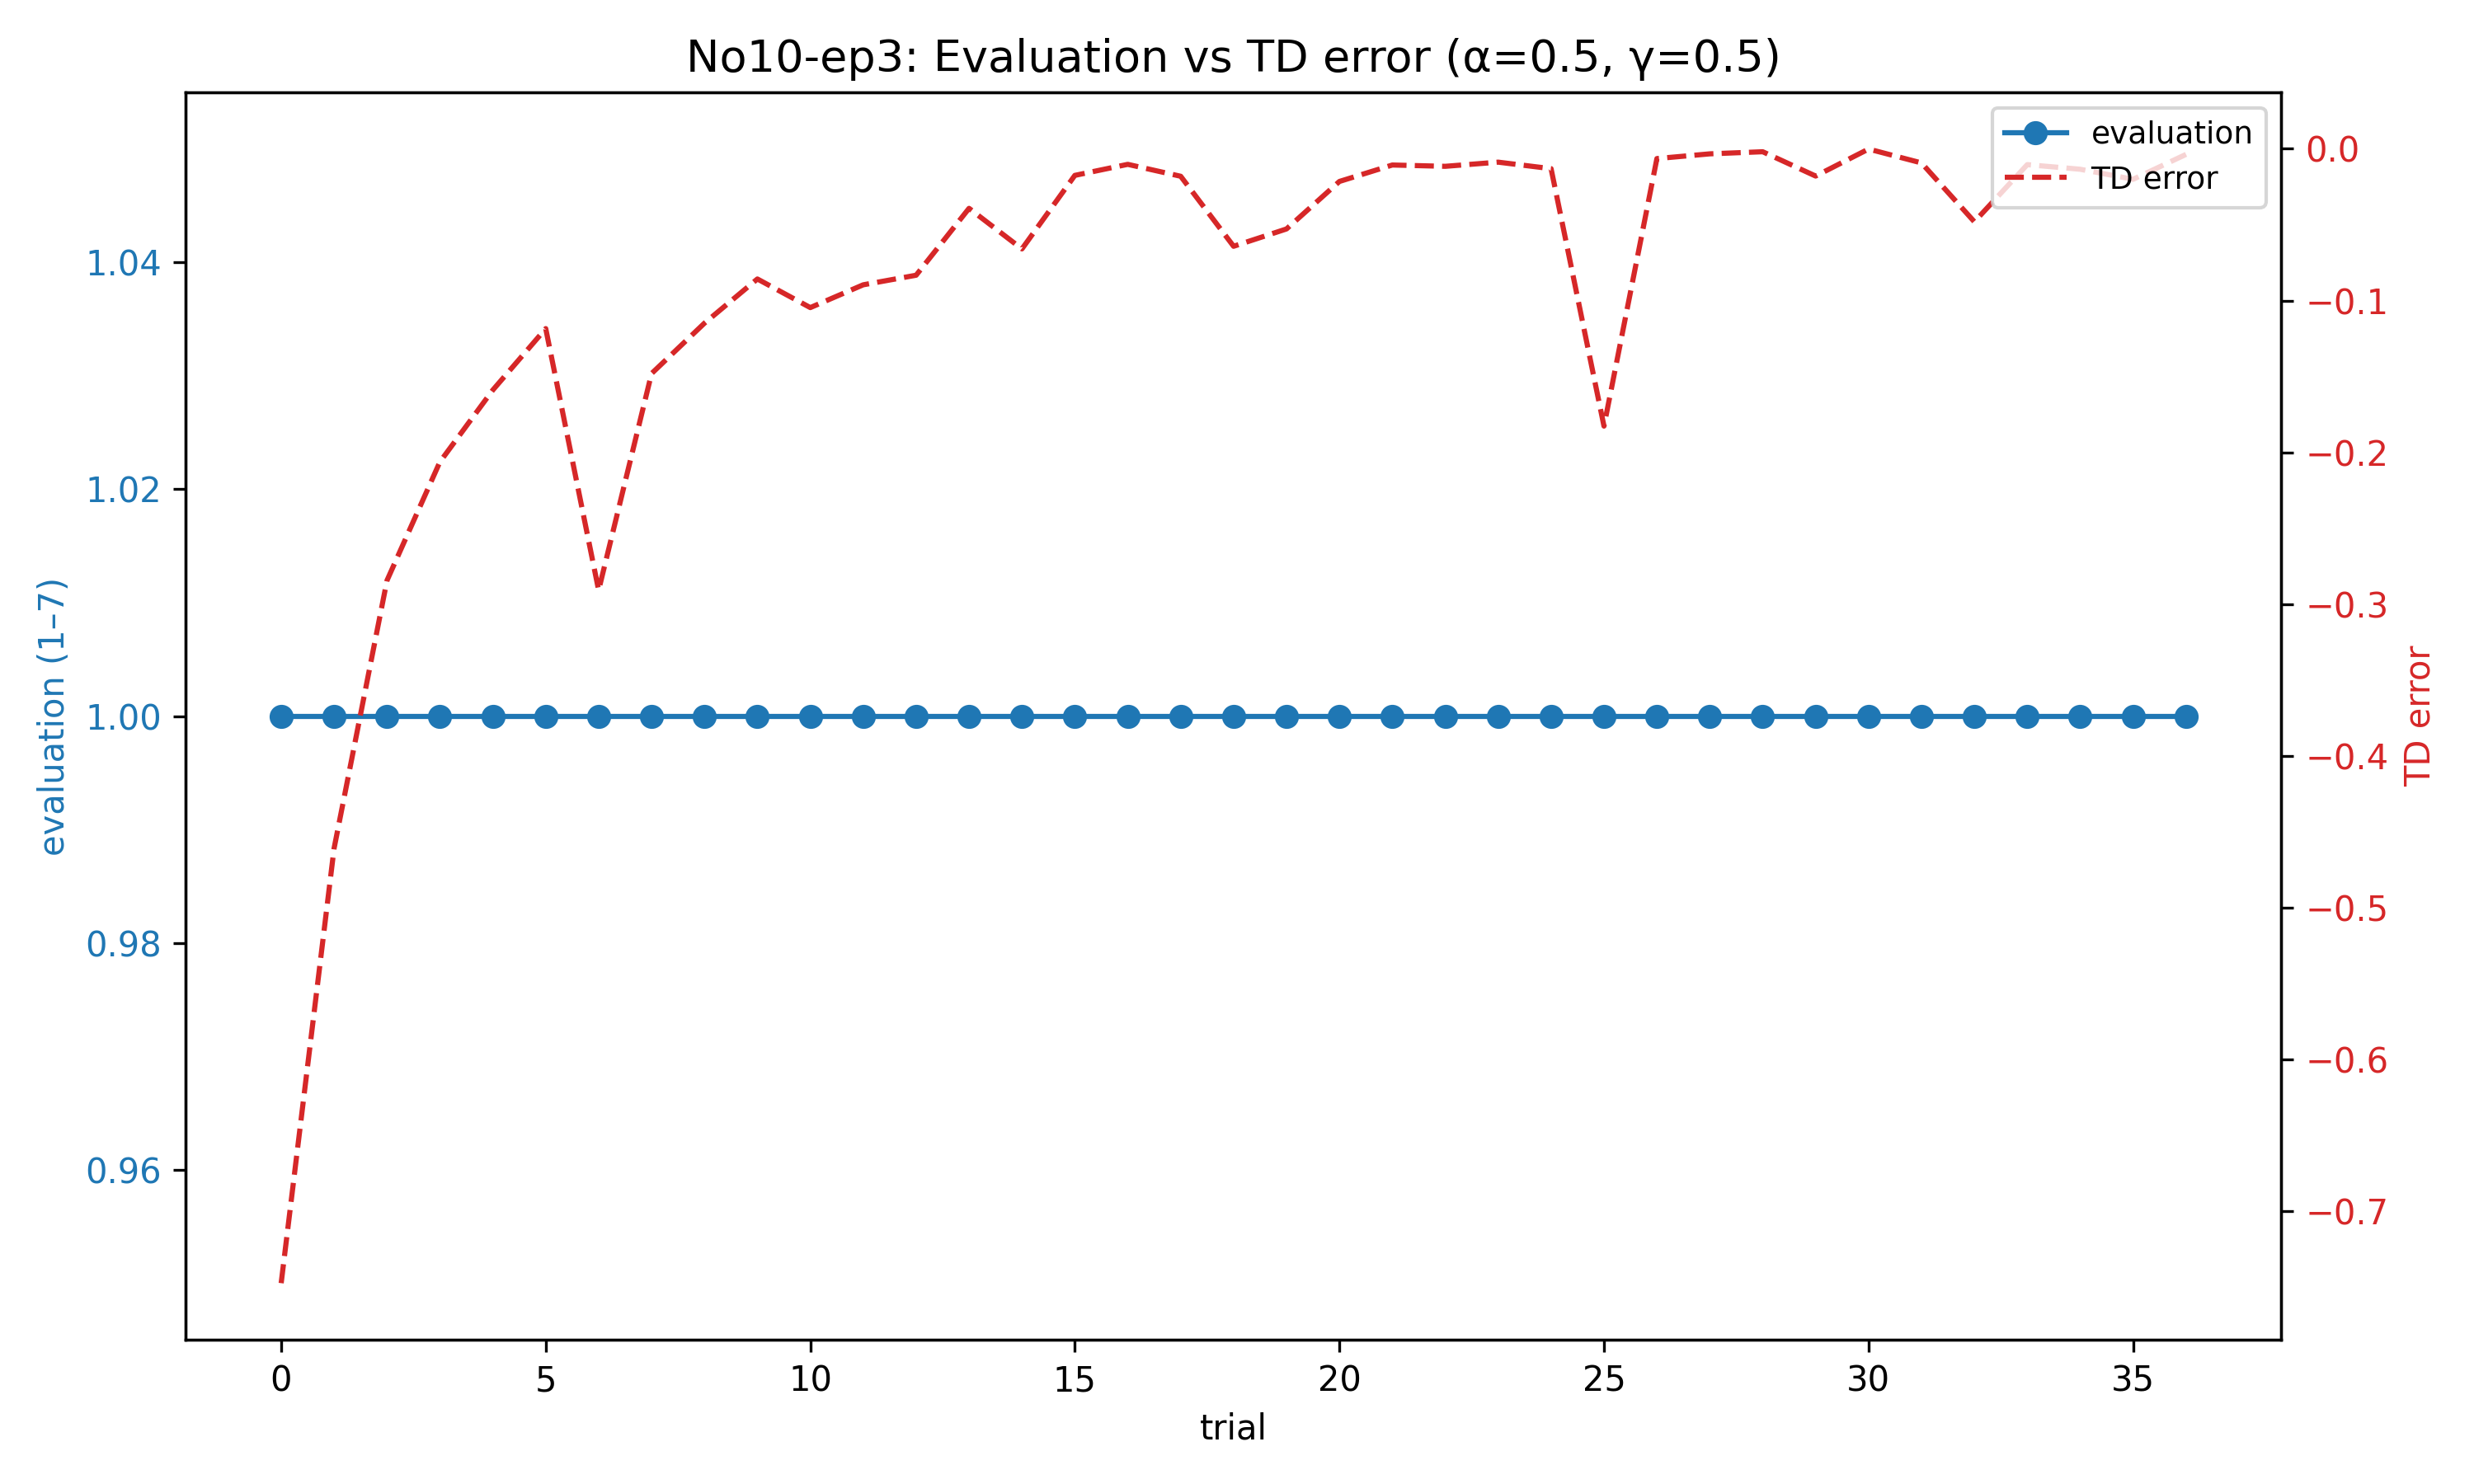 No10-ep3: Evaluation vs TD error (α=0.5, γ=0.5)
evaluation
TD error
1.04
1.02
1.00
0.98
0.96
evaluation (1–7)
0.0
−0.1
−0.2
−0.3
−0.4
−0.5
−0.6
−0.7
TD error
0 5 10 15 20 25 30 35
trial